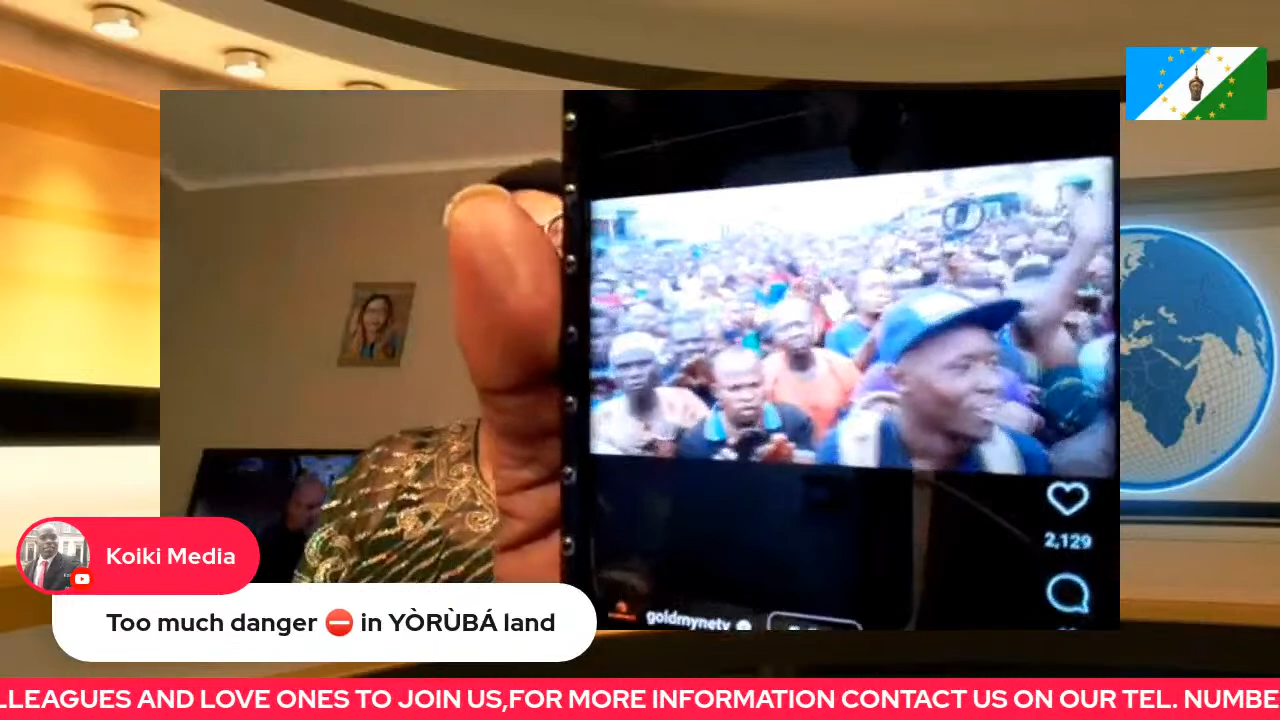 2,129
goldmynetv
Koiki Media
Too much danger ⛔ in YÒRÙBÁ land
LLEAGUES AND LOVE ONES TO JOIN US,FOR MORE INFORMATION CONTACT US ON OUR TEL. NUMBE